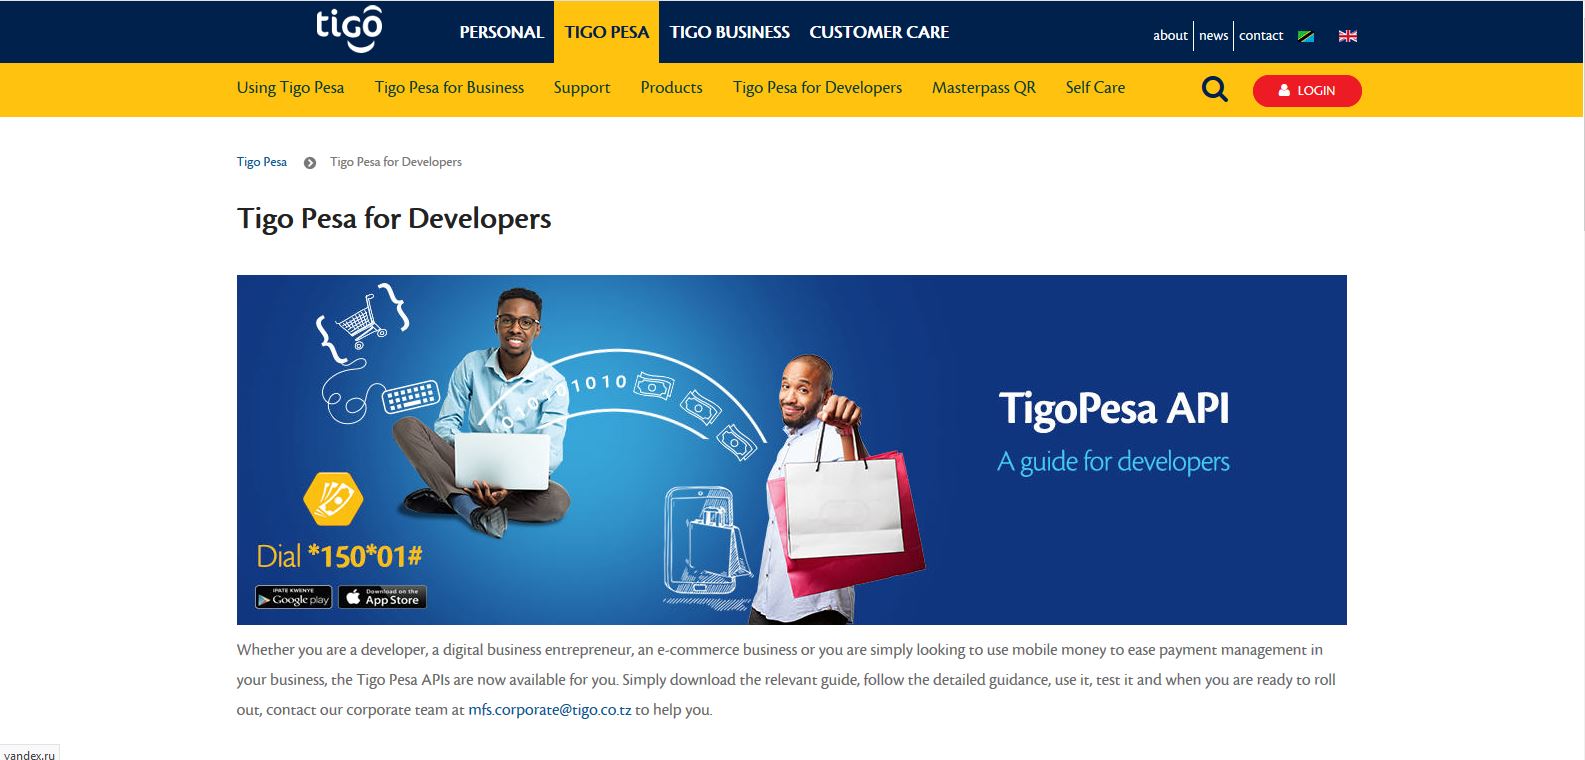 tigo
PERSONAL
TIGO PESA
TIGO BUSINESS
CUSTOMER CARE
about
news
contact
Using Tigo Pesa
Tigo Pesa for Business
Support
Products
Tigo Pesa for Developers
Masterpass QR
Self Care
LOGIN
Tigo Pesa
Tigo Pesa for Developers
Tigo Pesa for Developers
01010101010
TigoPesa API
A guide for developers
Dial *150*01#
IPATE KWENYE
Google play
Download on the
App Store
Whether you are a developer, a digital business entrepreneur, an e-commerce business or you are simply looking to use mobile money to ease payment management in
your business, the Tigo Pesa APIs are now available for you. Simply download the relevant guide, follow the detailed guidance, use it, test it and when you are ready to roll
out, contact our corporate team at mfs.corporate@tigo.co.tz to help you.
yandex.ru